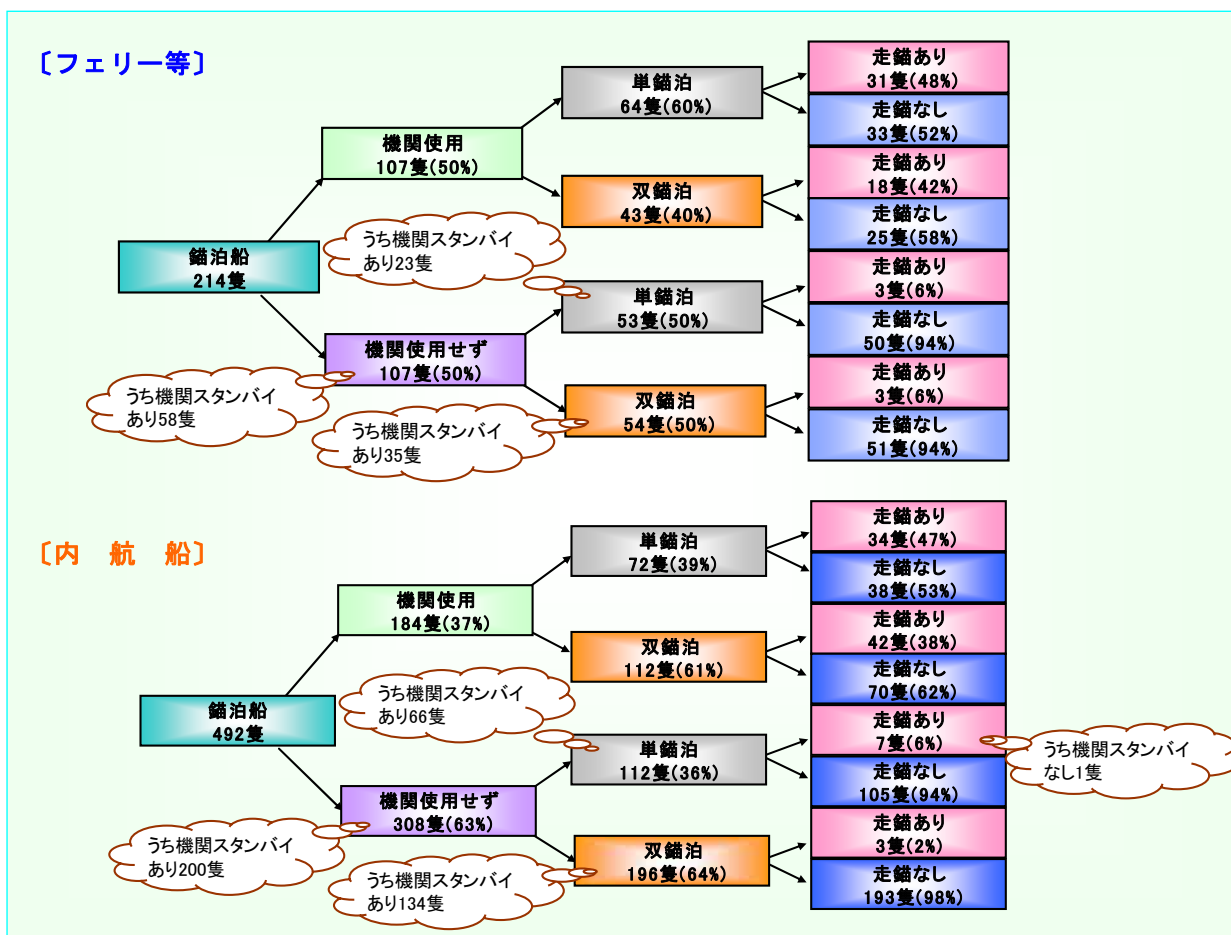 〔フェリー等〕
錨泊船
214隻
機関使用
107隻(50%)
単錨泊
64隻(60%)
走錨あり
31隻(48%)
走錨なし
33隻(52%)
双錨泊
43隻(40%)
走錨あり
18隻(42%)
走錨なし
25隻(58%)
機関使用せず
107隻(50%)
うち機関スタンバイ
あり58隻
単錨泊
53隻(50%)
うち機関スタンバイ
あり23隻
走錨あり
3隻(6%)
走錨なし
50隻(94%)
双錨泊
54隻(50%)
うち機関スタンバイ
あり35隻
走錨あり
3隻(6%)
走錨なし
51隻(94%)
〔内 航 船〕
錨泊船
492隻
機関使用
184隻(37%)
単錨泊
72隻(39%)
走錨あり
34隻(47%)
走錨なし
38隻(53%)
双錨泊
112隻(61%)
走錨あり
42隻(38%)
走錨なし
70隻(62%)
機関使用せず
308隻(63%)
うち機関スタンバイ
あり200隻
単錨泊
112隻(36%)
うち機関スタンバイ
あり66隻
走錨あり
7隻(6%)
うち機関スタンバイ
なし1隻
走錨なし
105隻(94%)
双錨泊
196隻(64%)
うち機関スタンバイ
あり134隻
走錨あり
3隻(2%)
走錨なし
193隻(98%)